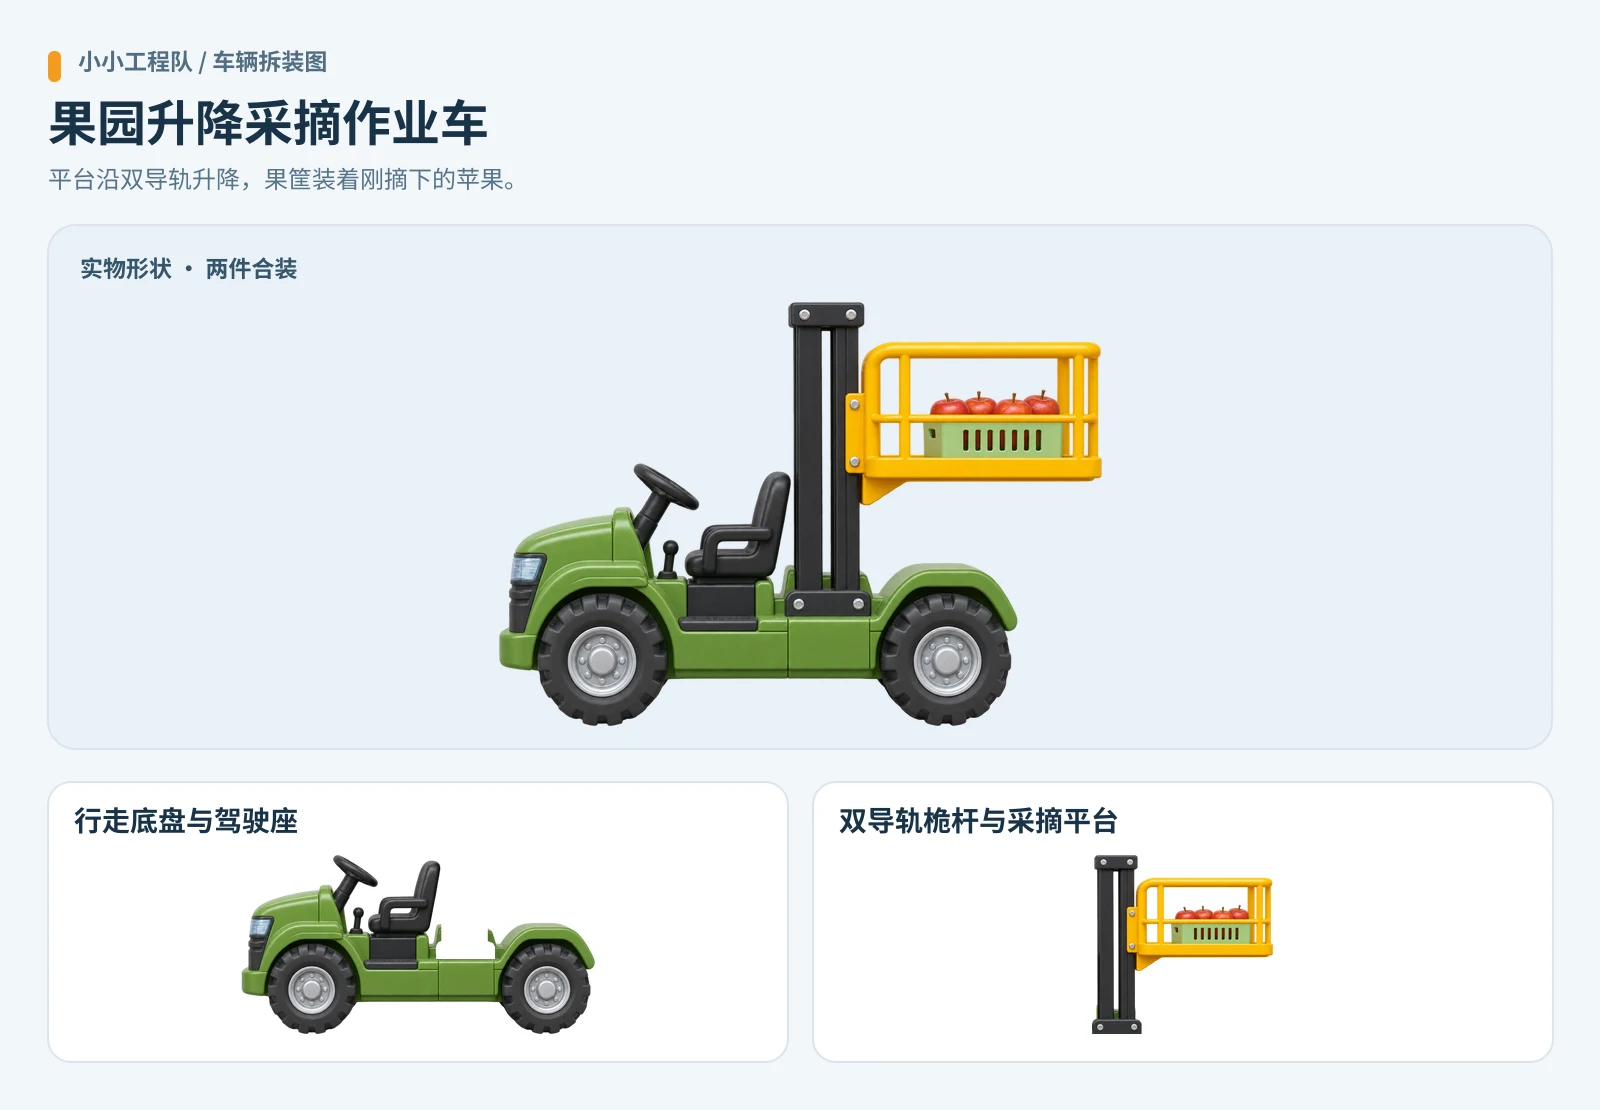 小小工程队 / 车辆拆装图
果园升降采摘作业车
平台沿双导轨升降，果筐装着刚摘下的苹果。
实物形状 · 两件合装
行走底盘与驾驶座
双导轨桅杆与采摘平台